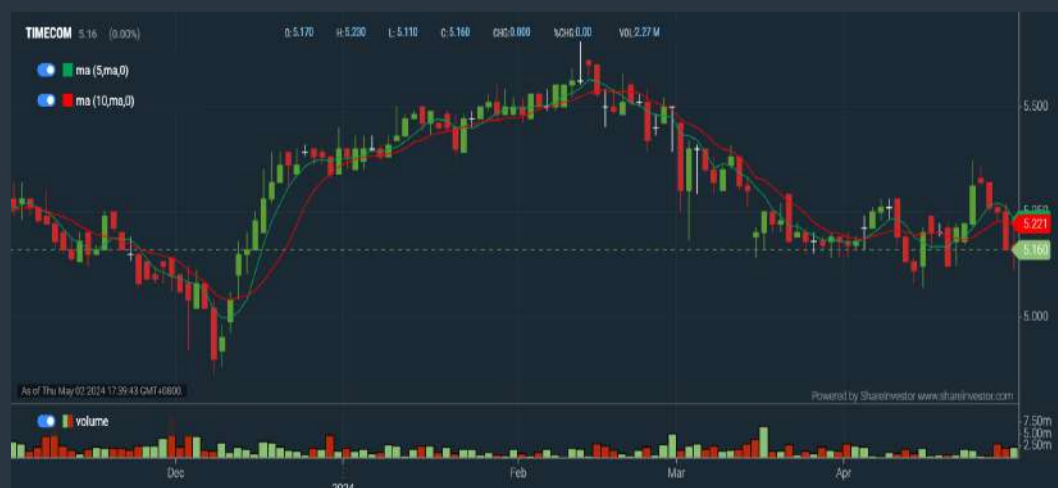 TIMECOM 5.16 (0.00%) O: 5.170 H: 5.230 L: 5.110 C: 5.160 CHG:0.000 %CHG:0.00 VOL:2.27 M
ma (5,ma,0)
ma (10,ma,0)
5.500
5.250
5.221
5.160
5.000
As of Thu May 02 2024 17:39:43 GMT+0800
Powered by ShareInvestor www.shareinvestor.com
volume
7.50m
5.00m
2.50m
Dec Feb Mar Apr
2024